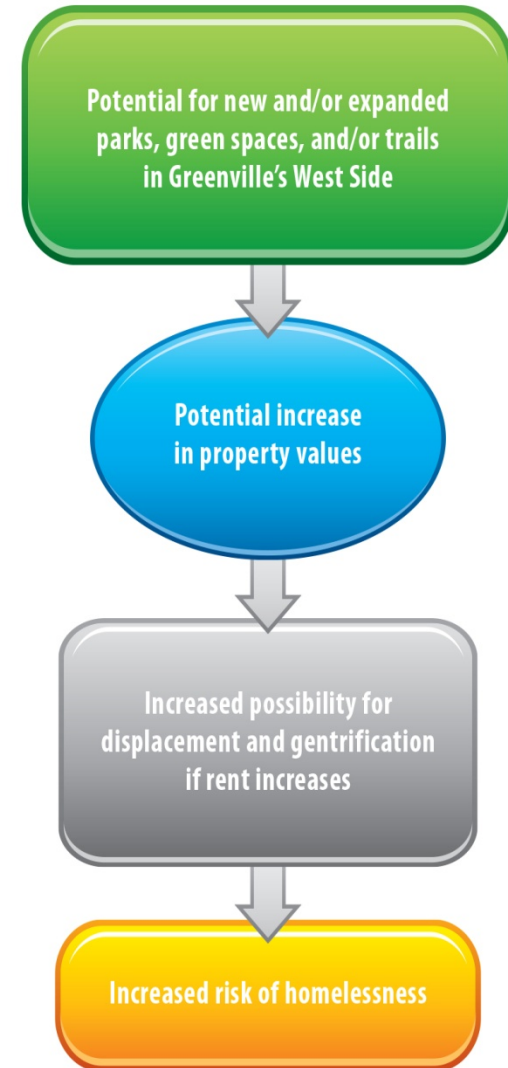 Potential for new and/or expanded
parks, green spaces, and/or trails
in Greenville's West Side
Potential increase
in property values
Increased possibility for
displacement and gentrification
if rent increases
Increased risk of homelessness